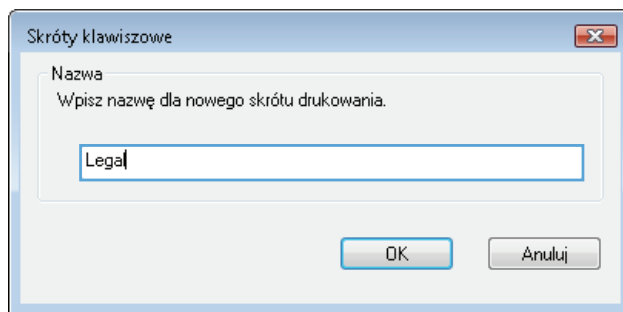 Skróty klawiszowe
Nazwa
Wpisz nazwę dla nowego skrótu drukowania.
Legal
OK Anuluj